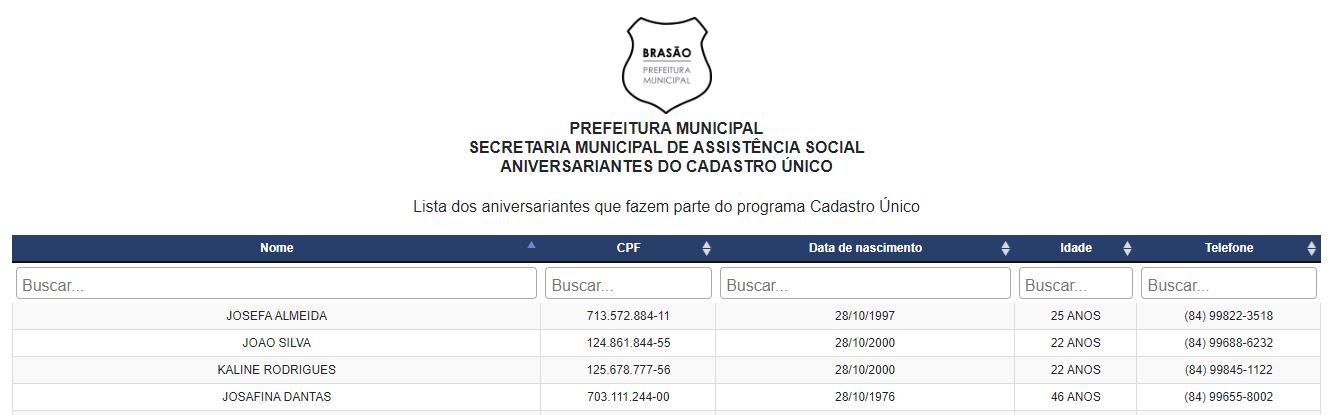 BRASÃO
PREFEITURA
MUNICIPAL
PREFEITURA MUNICIPAL
SECRETARIA MUNICIPAL DE ASSISTÊNCIA SOCIAL
ANIVERSARIANTES DO CADASTRO ÚNICO
Lista dos aniversariantes que fazem parte do programa Cadastro Único
Nome CPF Data de nascimento Idade Telefone
Buscar... Buscar... Buscar... Buscar... Buscar...
JOSEFA ALMEIDA 713.572.884-11 28/10/1997 25 ANOS (84) 99822-3518
JOAO SILVA 124.861.844-55 28/10/2000 22 ANOS (84) 99688-6232
KALINE RODRIGUES 125.678.777-56 28/10/2000 22 ANOS (84) 99845-1122
JOSAFINA DANTAS 703.111.244-00 28/10/1976 46 ANOS (84) 99655-8002